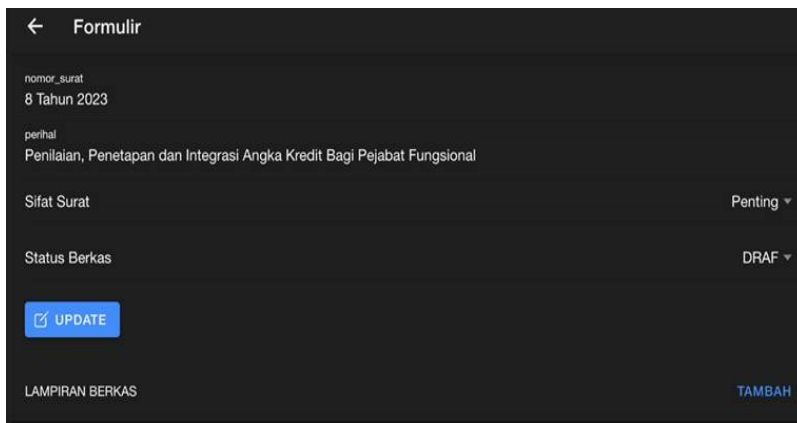 Formulir
nomor_surat
8 Tahun 2023
perihal
Penilaian, Penetapan dan Integrasi Angka Kredit Bagi Pejabat Fungsional
Sifat Surat Penting
Status Berkas DRAF
UPDATE
LAMPIRAN BERKAS TAMBAH